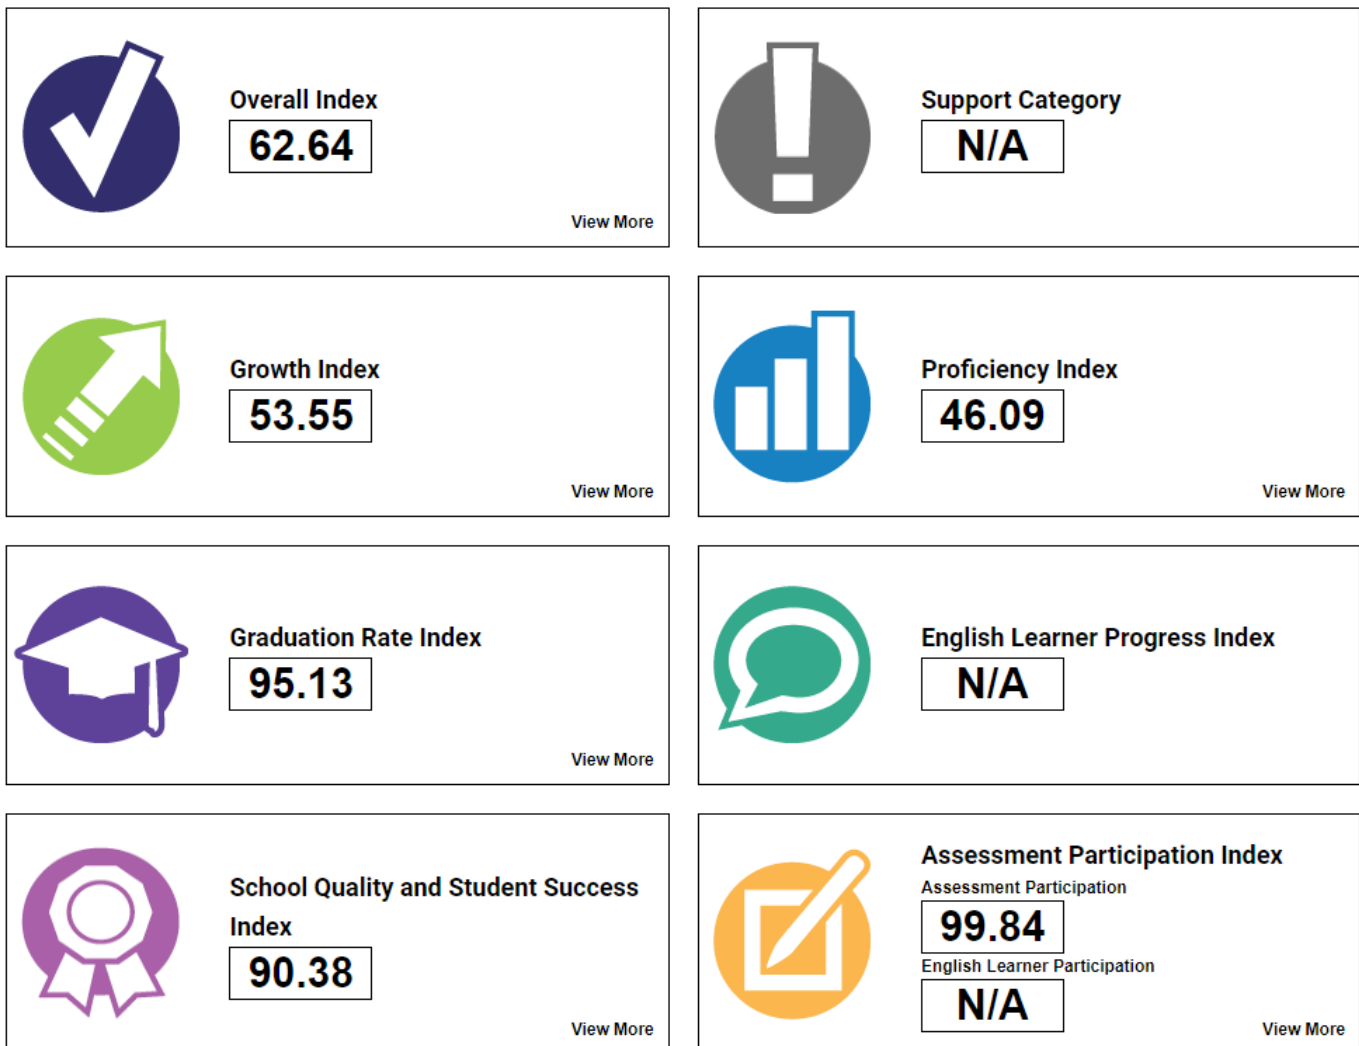 Overall Index
62.64
View More
Support Category
N/A
Growth Index
53.55
View More
Proficiency Index
46.09
View More
Graduation Rate Index
95.13
View More
English Learner Progress Index
N/A
School Quality and Student Success
Index
90.38
View More
Assessment Participation Index
Assessment Participation
99.84
English Learner Participation
N/A
View More